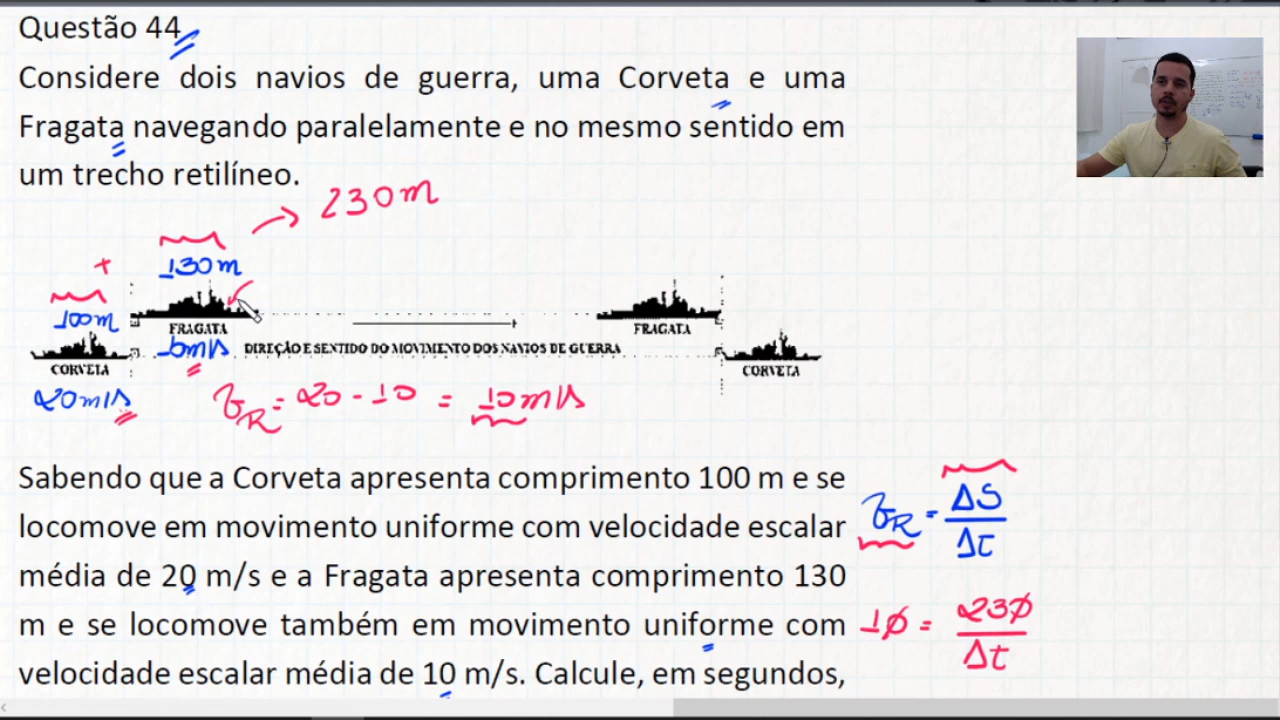 Questão 44
Considere dois navios de guerra, uma Corveta e uma
Fragata navegando paralelamente e no mesmo sentido em
um trecho retilíneo.
230m
+
130m
100m
FRAGATA
FRAGATA
DIREÇÃO E SENTIDO DO MOVIMENTO DOS NAVIOS DE GUERRA
CORVETA
CORVETA
20m/s
VR = 20 - 10 = 10m/s
Sabendo que a Corveta apresenta comprimento 100 m e se
locomove em movimento uniforme com velocidade escalar
média de 20 m/s e a Fragata apresenta comprimento 130
m e se locomove também em movimento uniforme com
velocidade escalar média de 10 m/s. Calcule, em segundos,
VR = ΔS
Δt
10 = 230
Δt